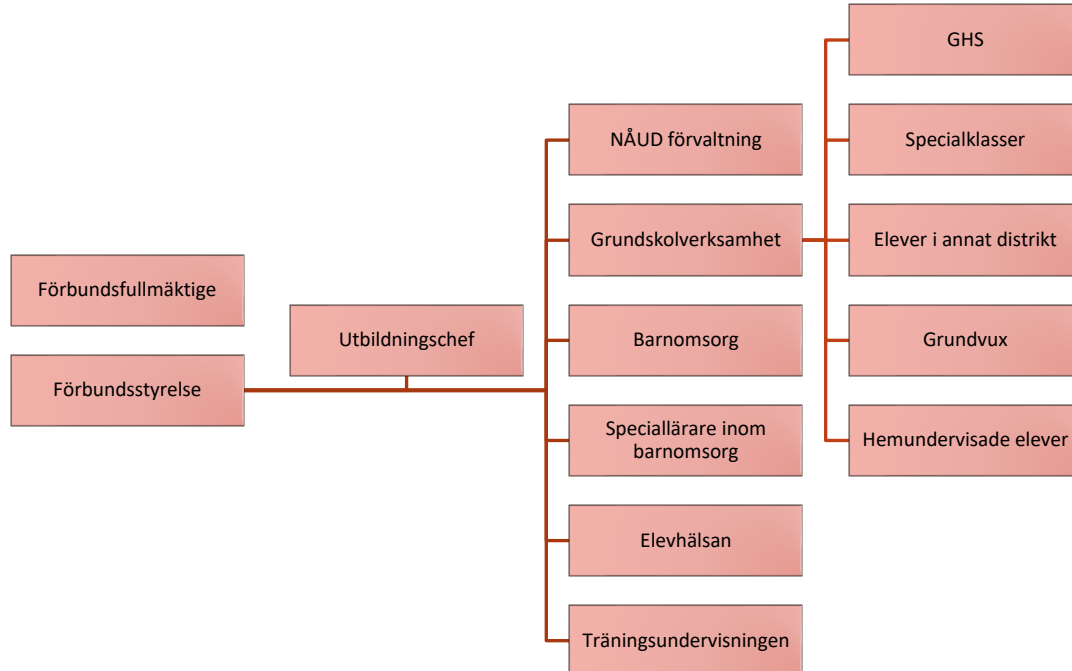 Förbundsfullmäktige
Förbundsstyrelse
Utbildningschef
NÅUD förvaltning
Grundskolverksamhet
Barnomsorg
Speciallärare inom
barnomsorg
Elevhälsan
Träningsundervisningen
GHS
Specialklasser
Elever i annat distrikt
Grundvux
Hemundervisade elever